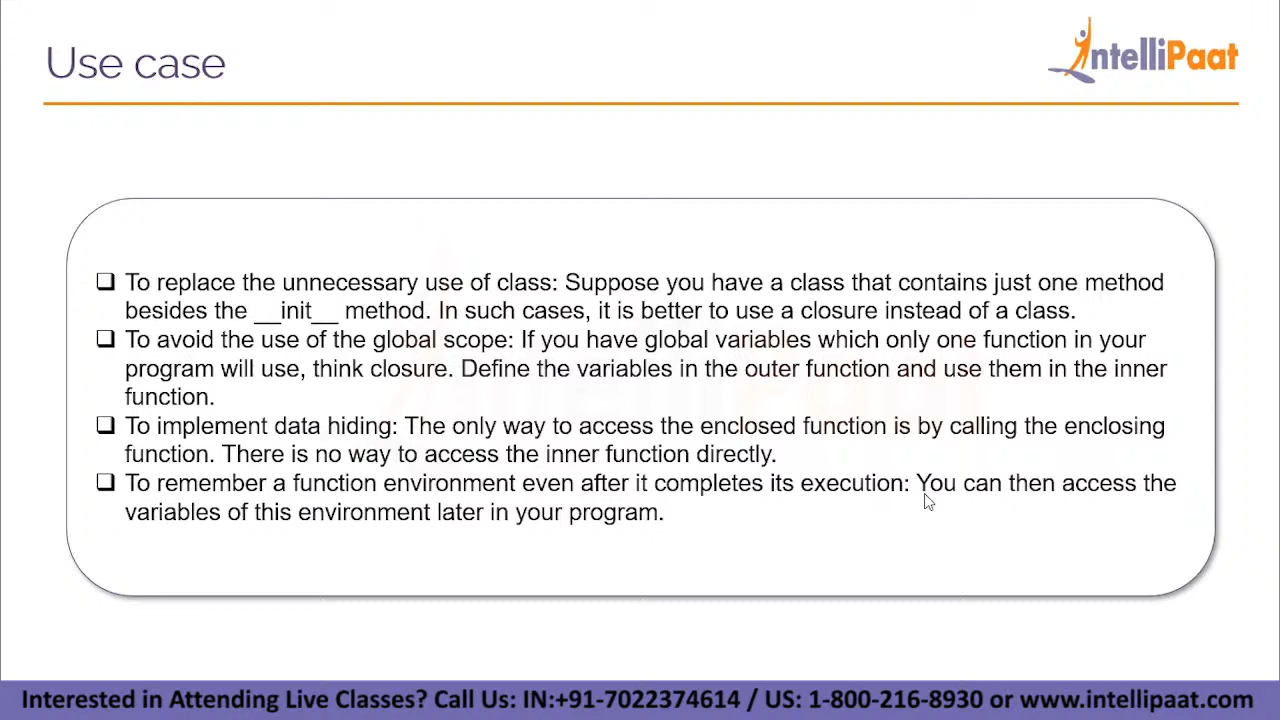 Use case
IntelliPaat
❑ To replace the unnecessary use of class: Suppose you have a class that contains just one method
besides the __init__ method. In such cases, it is better to use a closure instead of a class.
❑ To avoid the use of the global scope: If you have global variables which only one function in your
program will use, think closure. Define the variables in the outer function and use them in the inner
function.
❑ To implement data hiding: The only way to access the enclosed function is by calling the enclosing
function. There is no way to access the inner function directly.
❑ To remember a function environment even after it completes its execution: You can then access the
variables of this environment later in your program.
Interested in Attending Live Classes? Call Us: IN:+91-7022374614 / US: 1-800-216-8930 or www.intellipaat.com